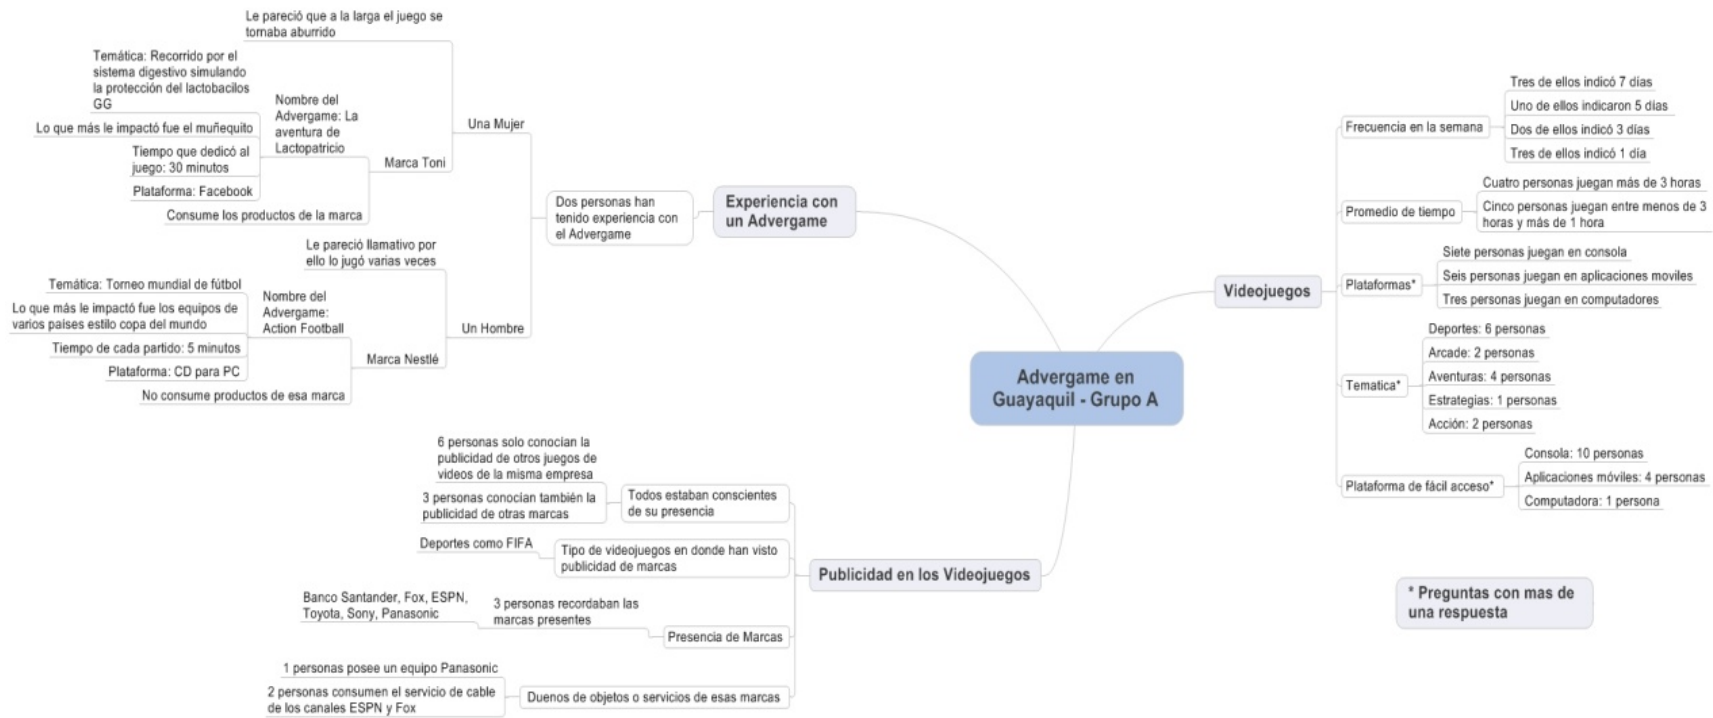 Advergame en
Guayaquil - Grupo A
Experiencia con
un Advergame
Dos personas han
tenido experiencia con
el Advergame
Una Mujer
Le pareció que a la larga el juego se
tornaba aburrido
Marca Toni
Nombre del
Advergame: La
aventura de
Lactopatricio
Temática: Recorrido por el
sistema digestivo simulando
la protección del lactobacilos
GG
Lo que más le impactó fue el muñequito
Tiempo que dedicó al
juego: 30 minutos
Plataforma: Facebook
Consume los productos de la marca
Un Hombre
Le pareció llamativo por
ello lo jugó varias veces
Marca Nestlé
Nombre del
Advergame:
Action Football
Temática: Torneo mundial de fútbol
Lo que más le impactó fue los equipos de
varios países estilo copa del mundo
Tiempo de cada partido: 5 minutos
Plataforma: CD para PC
No consume productos de esa marca
Publicidad en los Videojuegos
Todos estaban conscientes
de su presencia
6 personas solo conocían la
publicidad de otros juegos de
videos de la misma empresa
3 personas conocían también la
publicidad de otras marcas
Tipo de videojuegos en donde han visto
publicidad de marcas
Deportes como FIFA
Presencia de Marcas
3 personas recordaban las
marcas presentes
Banco Santander, Fox, ESPN,
Toyota, Sony, Panasonic
Duenos de objetos o servicios de esas marcas
1 personas posee un equipo Panasonic
2 personas consumen el servicio de cable
de los canales ESPN y Fox
Videojuegos
Frecuencia en la semana
Tres de ellos indicó 7 días
Uno de ellos indicaron 5 días
Dos de ellos indicó 3 días
Tres de ellos indicó 1 día
Promedio de tiempo
Cuatro personas juegan más de 3 horas
Cinco personas juegan entre menos de 3
horas y más de 1 hora
Plataformas*
Siete personas juegan en consola
Seis personas juegan en aplicaciones moviles
Tres personas juegan en computadores
Tematica*
Deportes: 6 personas
Arcade: 2 personas
Aventuras: 4 personas
Estrategias: 1 personas
Acción: 2 personas
Plataforma de fácil acceso*
Consola: 10 personas
Aplicaciones móviles: 4 personas
Computadora: 1 persona
* Preguntas con mas de
una respuesta